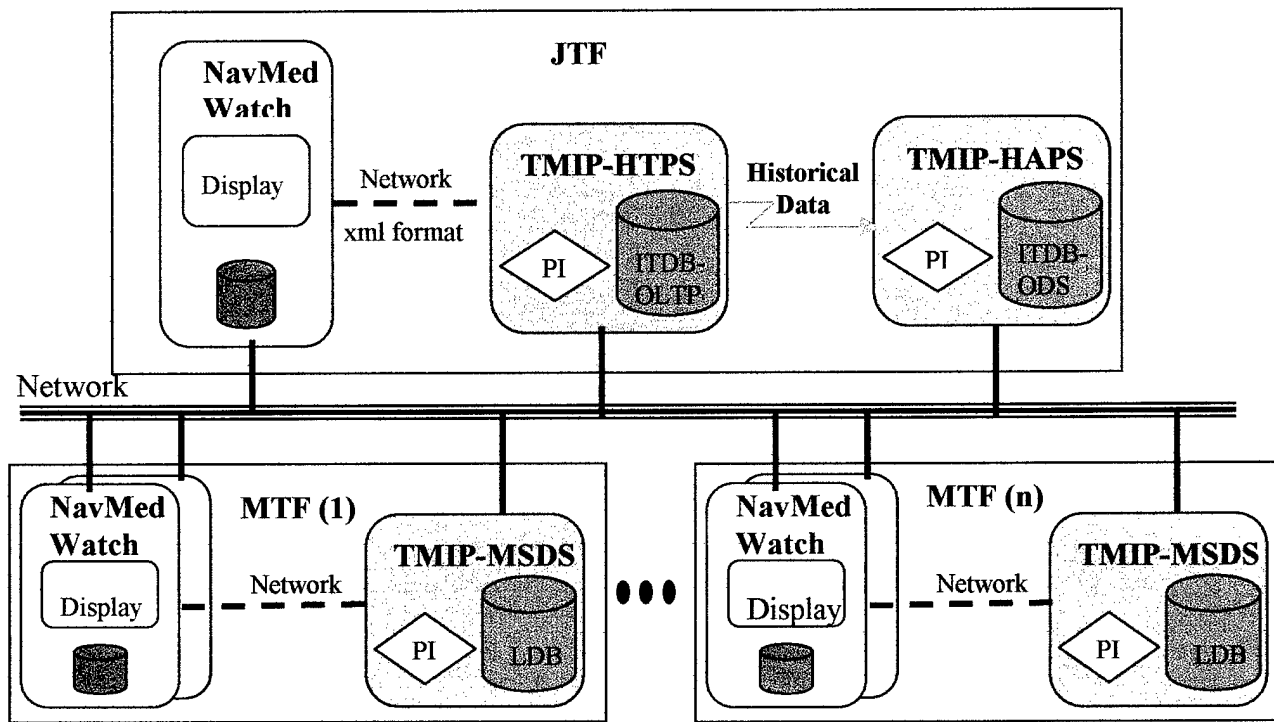 JTF
NavMed
Watch
Display
Network
xml format
TMIP-HTPS
PI
ITDB-
OLTP
Historical
Data
TMIP-HAPS
PI
ITDB-
ODS
Network
NavMed
Watch
Display
MTF (1)
Network
TMIP-MSDS
PI
LDB
NavMed
Watch
Display
MTF (n)
Network
TMIP-MSDS
PI
LDB